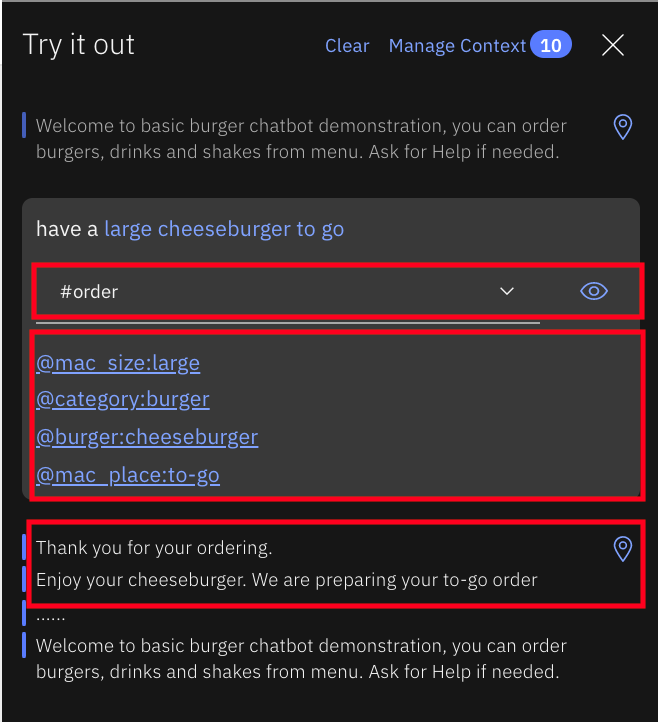 Try it out
Clear
Manage Context 10
Welcome to basic burger chatbot demonstration, you can order
burgers, drinks and shakes from menu. Ask for Help if needed.
have a large cheeseburger to go
#order
@mac_size:large
@category:burger
@burger:cheeseburger
@mac_place:to-go
Thank you for your ordering.
Enjoy your cheeseburger. We are preparing your to-go order
......
Welcome to basic burger chatbot demonstration, you can order
burgers, drinks and shakes from menu. Ask for Help if needed.